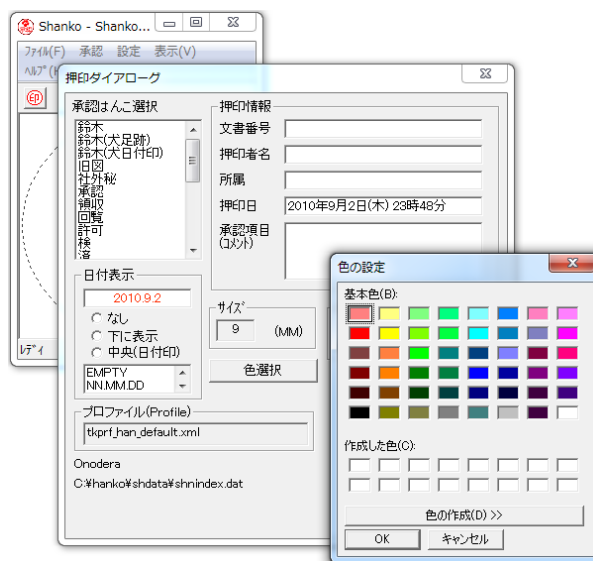 Shanko - Shanko...
ファイル(F) 承認 設定 表示(V)
印
レディ
押印ダイアローグ
承認はんこ選択
鈴木
鈴木(犬足跡)
鈴木(犬日付印)
旧図
社外秘
承認
領収
回覧
許可
検
済
日付表示
2010.9.2
なし
下に表示
中央(日付印)
EMPTY
NN.MM.DD
プロファイル(Profile)
tkprf_han_default.xml
Onodera
C:¥hanko¥shdata¥shnindex.dat
押印情報
文書番号
押印者名
所属
押印日 2010年9月2日(木) 23時48分
承認項目
(コメント)
サイズ
9 (MM)
色選択
色の設定
基本色(B):
作成した色(C):
色の作成(D) >>
OK キャンセル